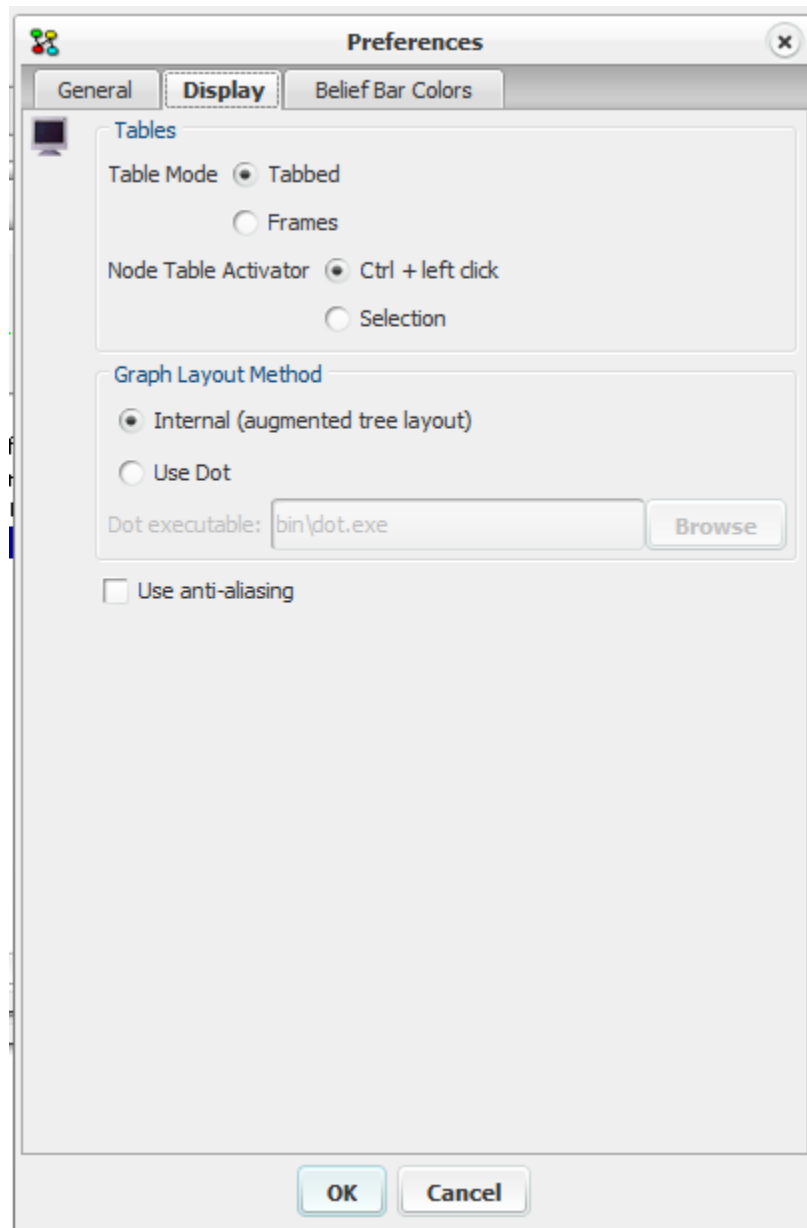 Preferences
General Display Belief Bar Colors
Tables
Table Mode Tabbed
Frames
Node Table Activator Ctrl + left click
Selection
Graph Layout Method
Internal (augmented tree layout)
Use Dot
Dot executable: bin\dot.exe Browse
Use anti-aliasing
OK Cancel